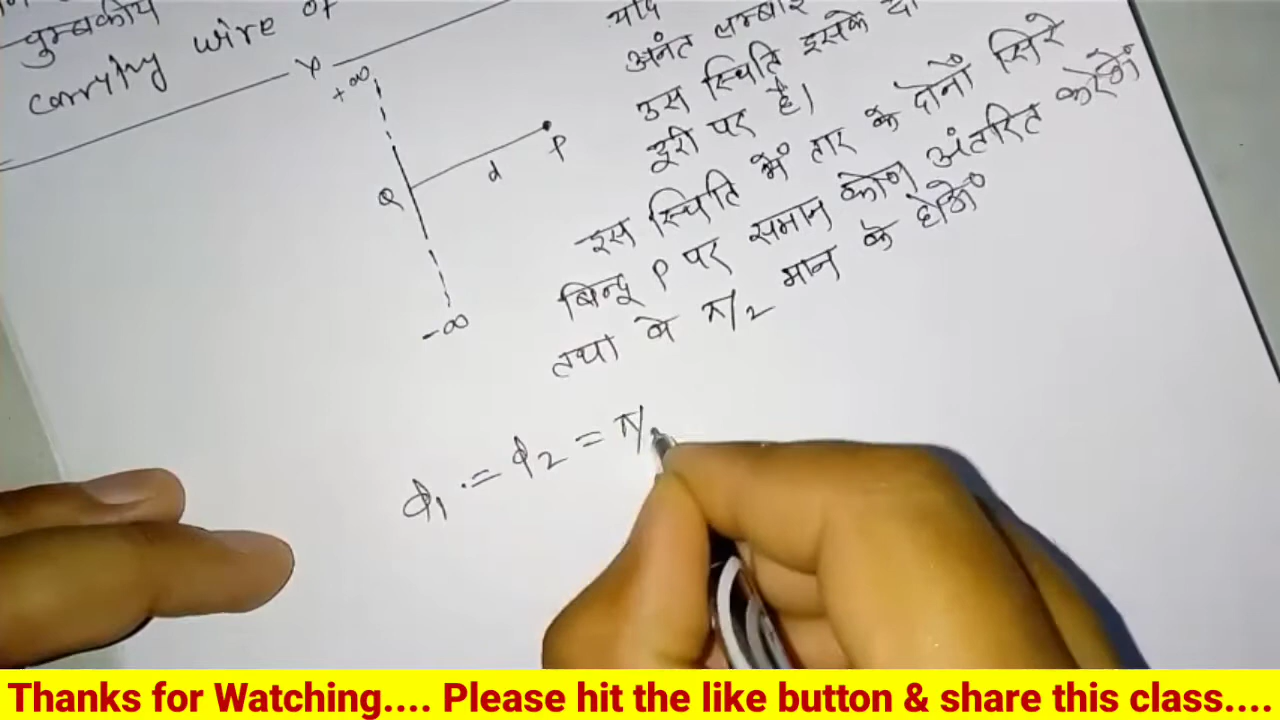 चुम्बकीय
carrying wire of
Y
+∞
Q
d
P
-∞
यदि
अनंत लम्बाई
उस स्थिति इसके
दूरी पर है।
इस स्थिति में तार के दोनों सिरे
बिन्दु P पर समान कोण अंतरित करेगें
तथा वे π/2 मान के होगें
ϕ1 = ϕ2 = π/
Thanks for Watching.... Please hit the like button & share this class....